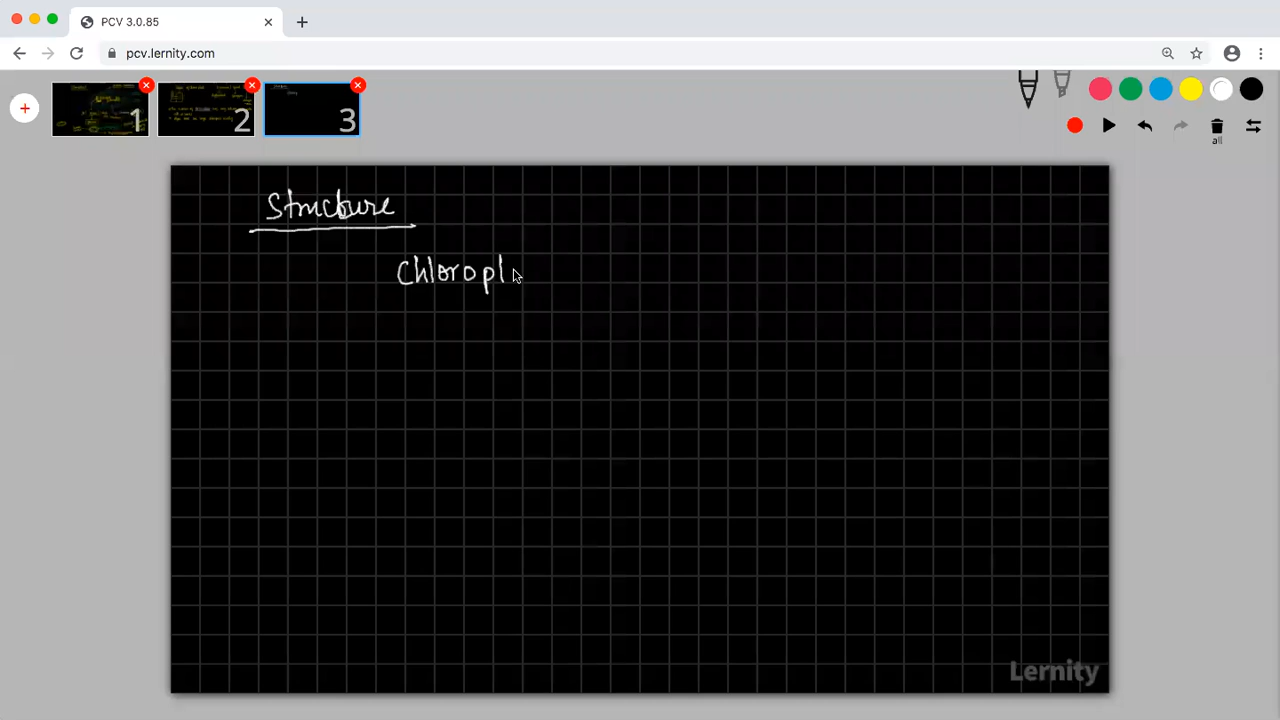 PCV 3.0.85
pcv.lernity.com
1
2
3
all
Structure
Chloropl
Lernity